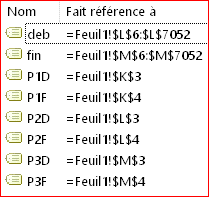 Nom Fait référence à
deb =Feuil1!$L$6:$L$7052
fin =Feuil1!$M$6:$M$7052
P1D =Feuil1!$K$3
P1F =Feuil1!$K$4
P2D =Feuil1!$L$3
P2F =Feuil1!$L$4
P3D =Feuil1!$M$3
P3F =Feuil1!$M$4